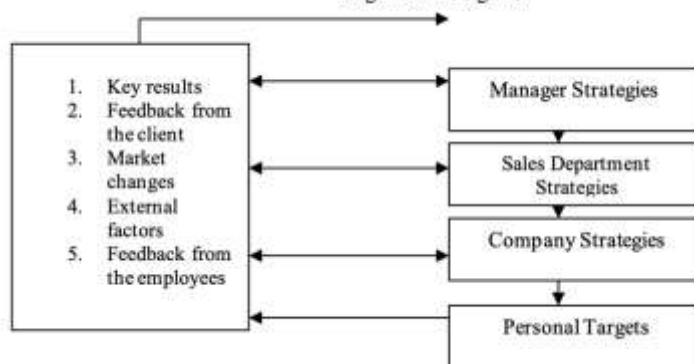 1. Key results
2. Feedback from
the client
3. Market
changes
4. External
factors
5. Feedback from
the employees
Manager Strategies
Sales Department
Strategies
Company Strategies
Personal Targets